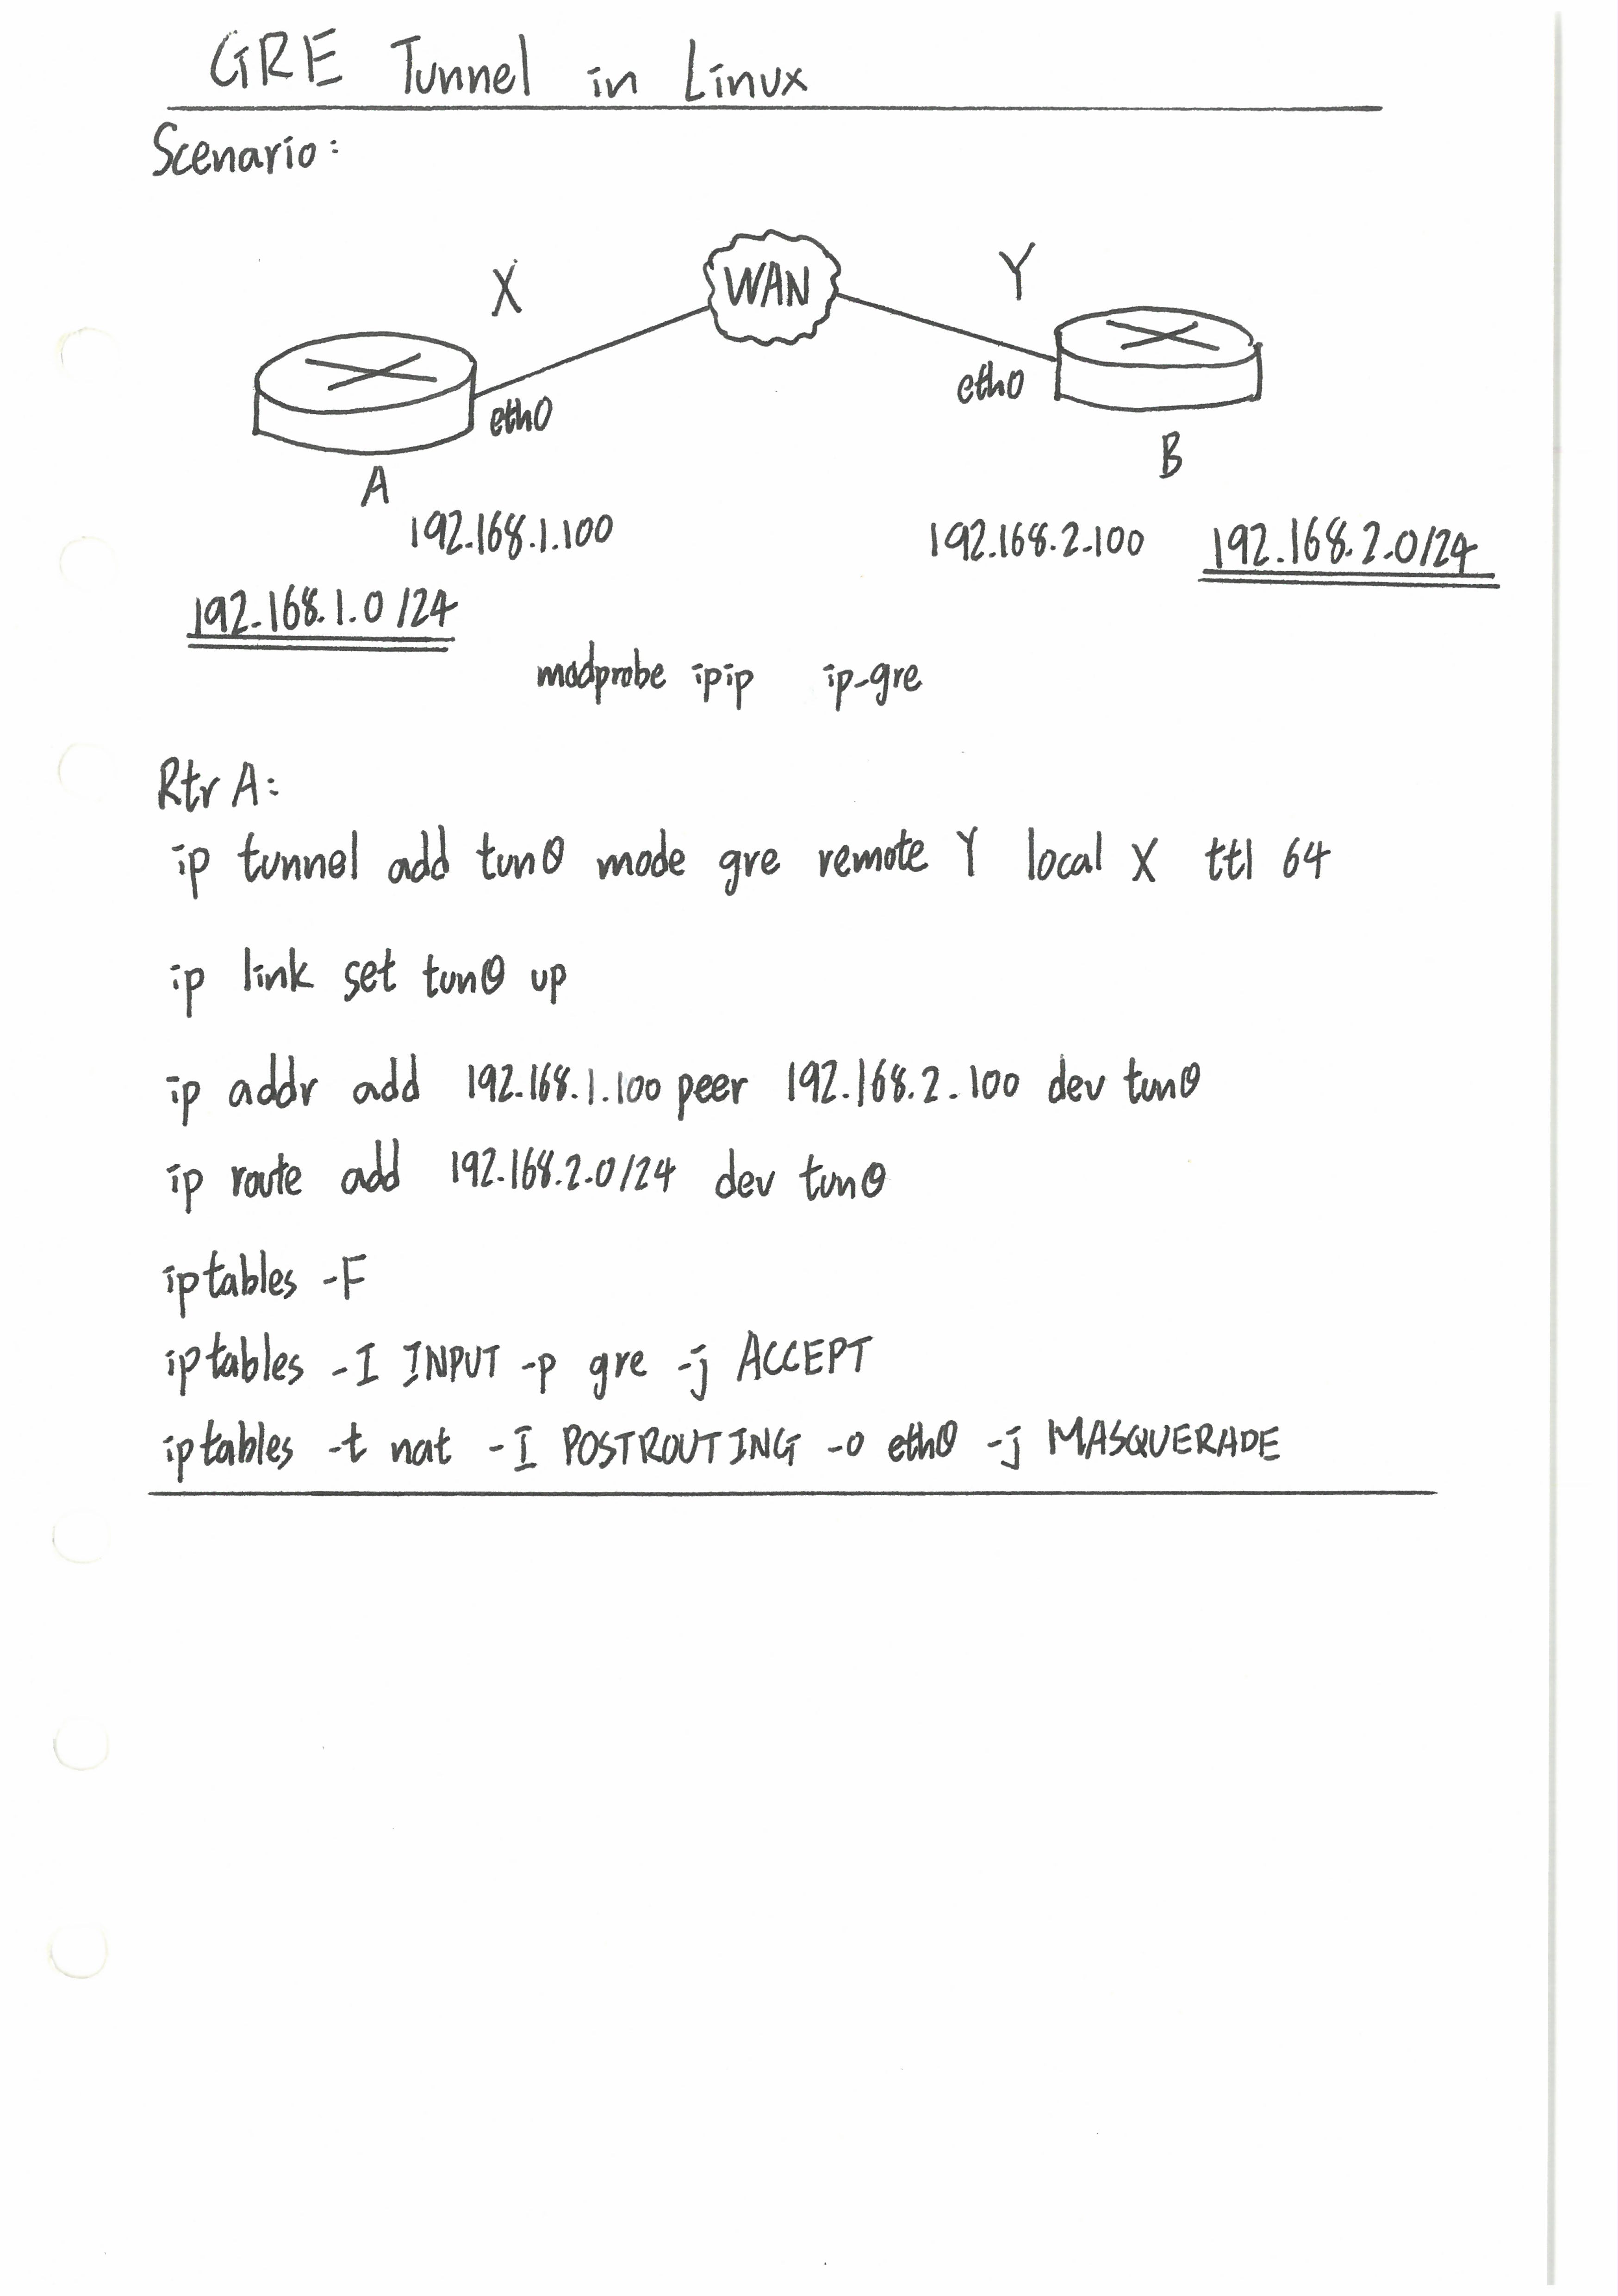 GRE Tunnel in Linux
Scenario:
X
WAN
Y
eth0
eth0
A
B
192.168.1.100
192.168.2.100
192.168.2.0/24
192.168.1.0/24
modprobe ipip ip-gre
Rtr A:
ip tunnel add tun0 mode gre remote Y local X ttl 64
ip link set tun0 up
ip addr add 192.168.1.100 peer 192.168.2.100 dev tun0
ip route add 192.168.2.0/24 dev tun0
iptables -F
iptables -I INPUT -p gre -j ACCEPT
iptables -t nat -I POSTROUTING -o eth0 -j MASQUERADE